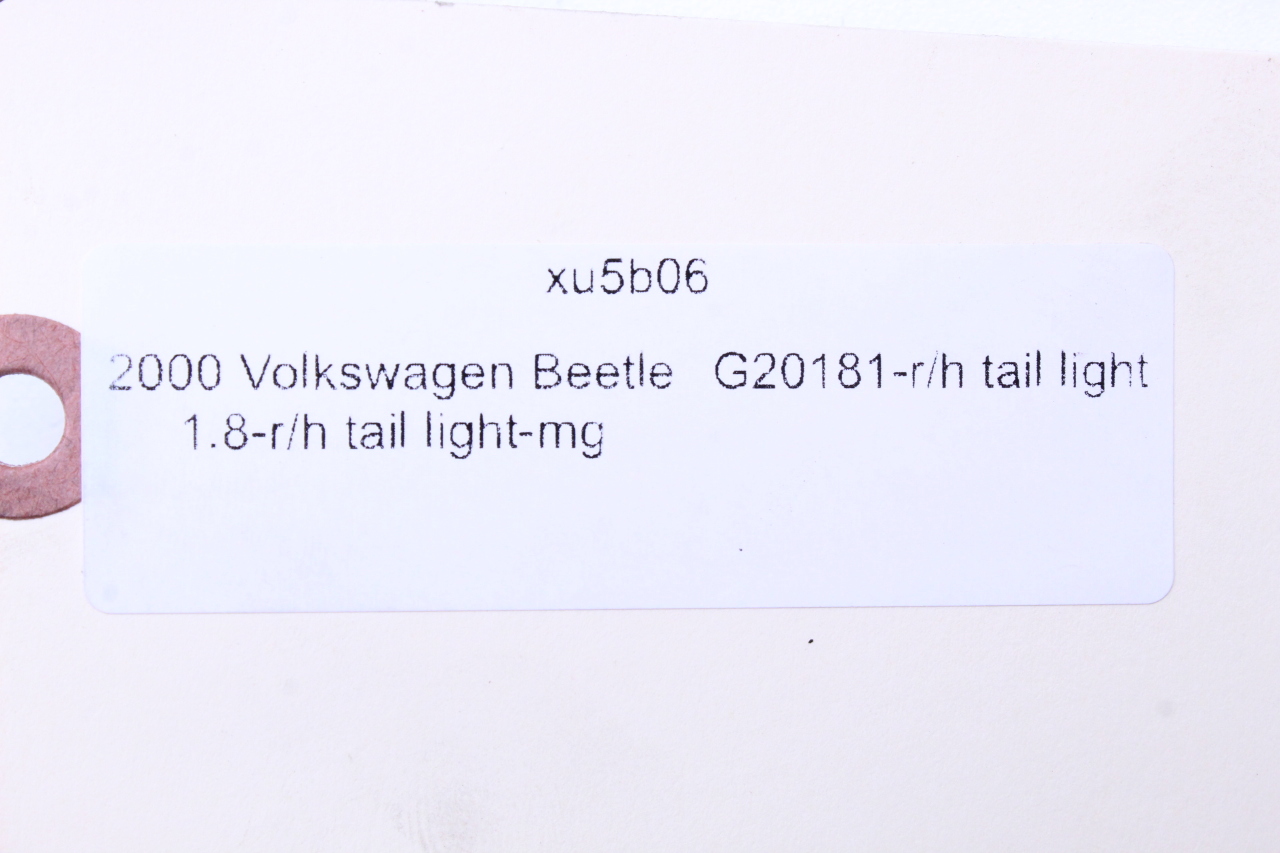 xu5b06
2000 Volkswagen Beetle G20181-r/h tail light
1.8-r/h tail light-mg